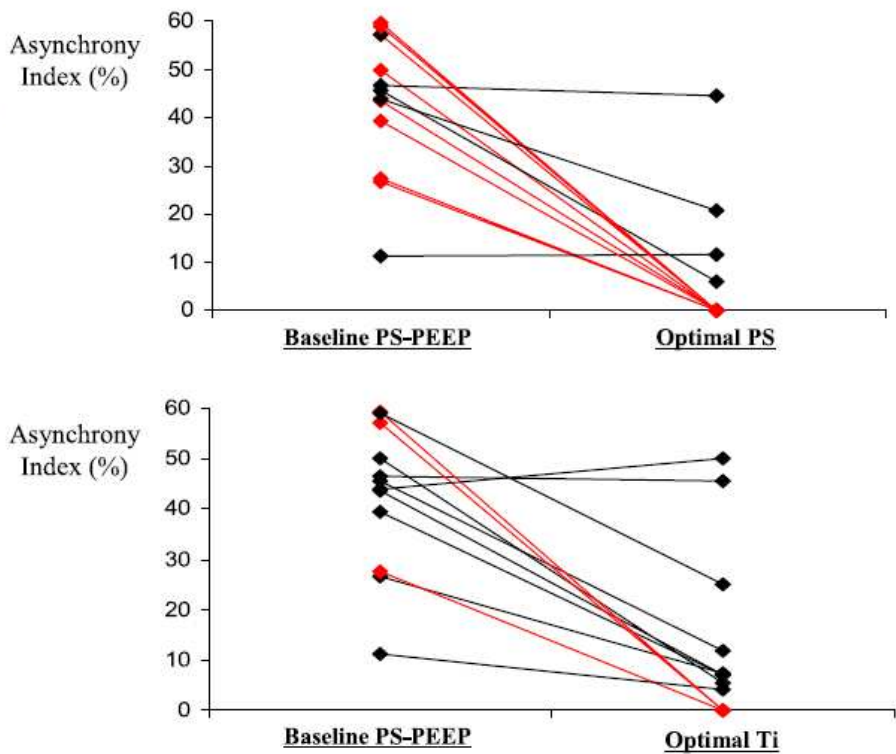 Asynchrony
Index (%)
60
50
40
30
20
10
0
Baseline PS-PEEP Optimal PS
Asynchrony
Index (%)
60
50
40
30
20
10
0
Baseline PS-PEEP Optimal Ti